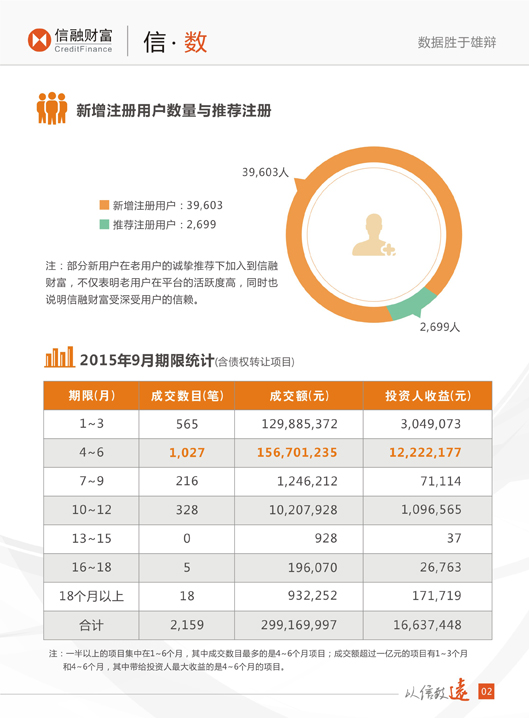 信融财富
CreditFinance
信·数
数据胜于雄辩
新增注册用户数量与推荐注册
39,603人
新增注册用户：39,603
推荐注册用户：2,699
注：部分新用户在老用户的诚挚推荐下加入到信融
财富，不仅表明老用户在平台的活跃度高，同时也
说明信融财富受深受用户的信赖。
2,699人
2015年9月期限统计(含债权转让项目)
期限(月) 成交数目(笔) 成交额(元) 投资人收益(元)
1~3 565 129,885,372 3,049,073
4~6 1,027 156,701,235 12,222,177
7~9 216 1,246,212 71,114
10~12 328 10,207,928 1,096,565
13~15 0 928 37
16~18 5 196,070 26,763
18个月以上 18 932,252 171,719
合计 2,159 299,169,997 16,637,448
注：一半以上的项目集中在1~6个月，其中成交数目最多的是4~6个月项目；成交额超过一亿元的项目有1~3个月
和4~6个月，其中带给投资人最大收益的是4~6个月的项目。
以信致远
02